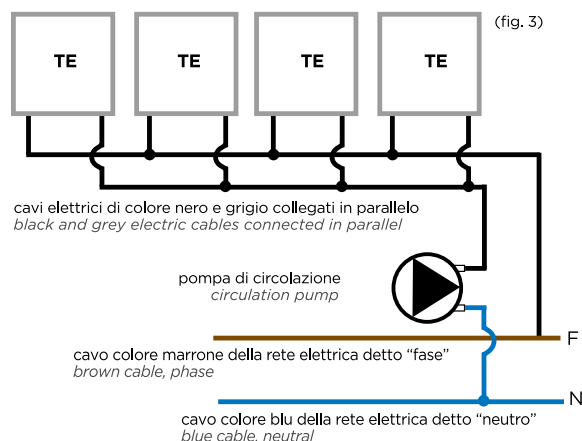 (fig. 3)
TE TE TE TE
cavi elettrici di colore nero e grigio collegati in parallelo
black and grey electric cables connected in parallel
pompa di circolazione
circulation pump
F
cavo colore marrone della rete elettrica detto “fase”
brown cable, phase
N
cavo colore blu della rete elettrica detto “neutro”
blue cable, neutral